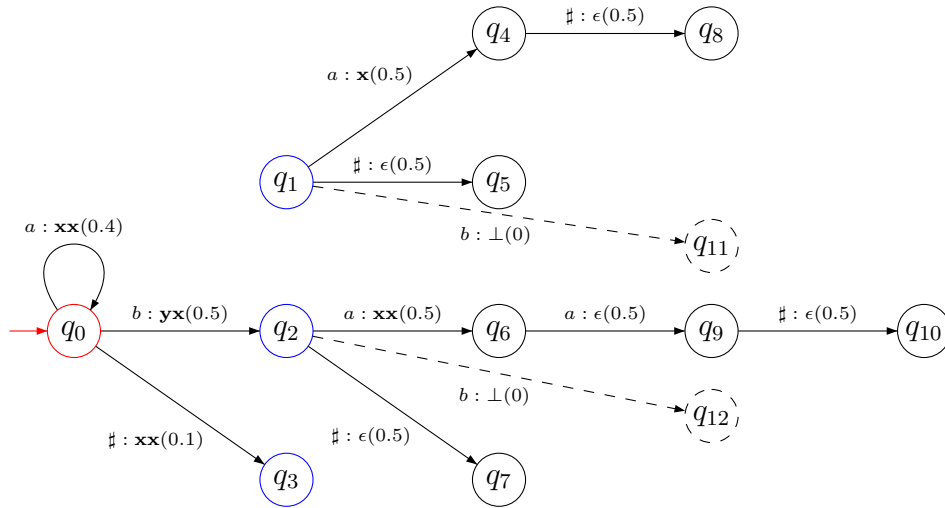 q₄
♯ : ϵ(0.5)
q₈
a : x(0.5)
q₁
♯ : ϵ(0.5)
q₅
b : ⊥(0)
q₁₁
a : xx(0.4)
q₀
b : yx(0.5)
q₂
a : xx(0.5)
q₆
a : ϵ(0.5)
q₉
♯ : ϵ(0.5)
q₁₀
b : ⊥(0)
q₁₂
♯ : xx(0.1)
♯ : ϵ(0.5)
q₃
q₇